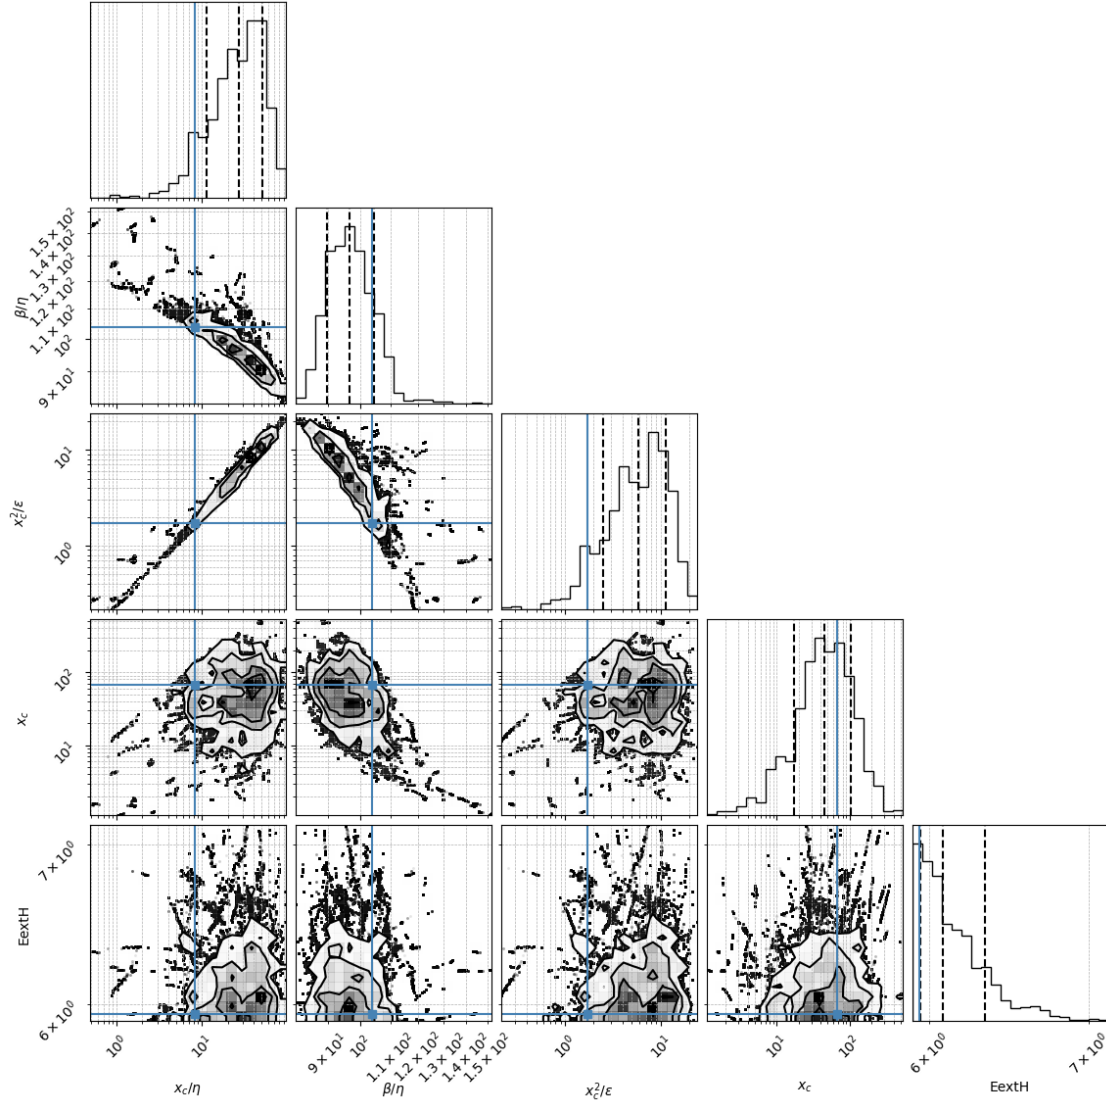 1.5 × 10²
1.4 × 10²
1.3 × 10²
1.2 × 10²
1.1 × 10²
10²
9 × 10¹
β/η
10¹
10⁰
x_c²/ε
10²
10¹
x_c
7 × 10⁰
6 × 10⁰
EextH
10⁰ 10¹
9 × 10¹ 10² 1.1 × 10² 1.2 × 10² 1.3 × 10² 1.4 × 10² 1.5 × 10²
10⁰ 10¹
10¹ 10²
6 × 10⁰ 7 × 10⁰
x_c/η β/η x_c²/ε x_c EextH